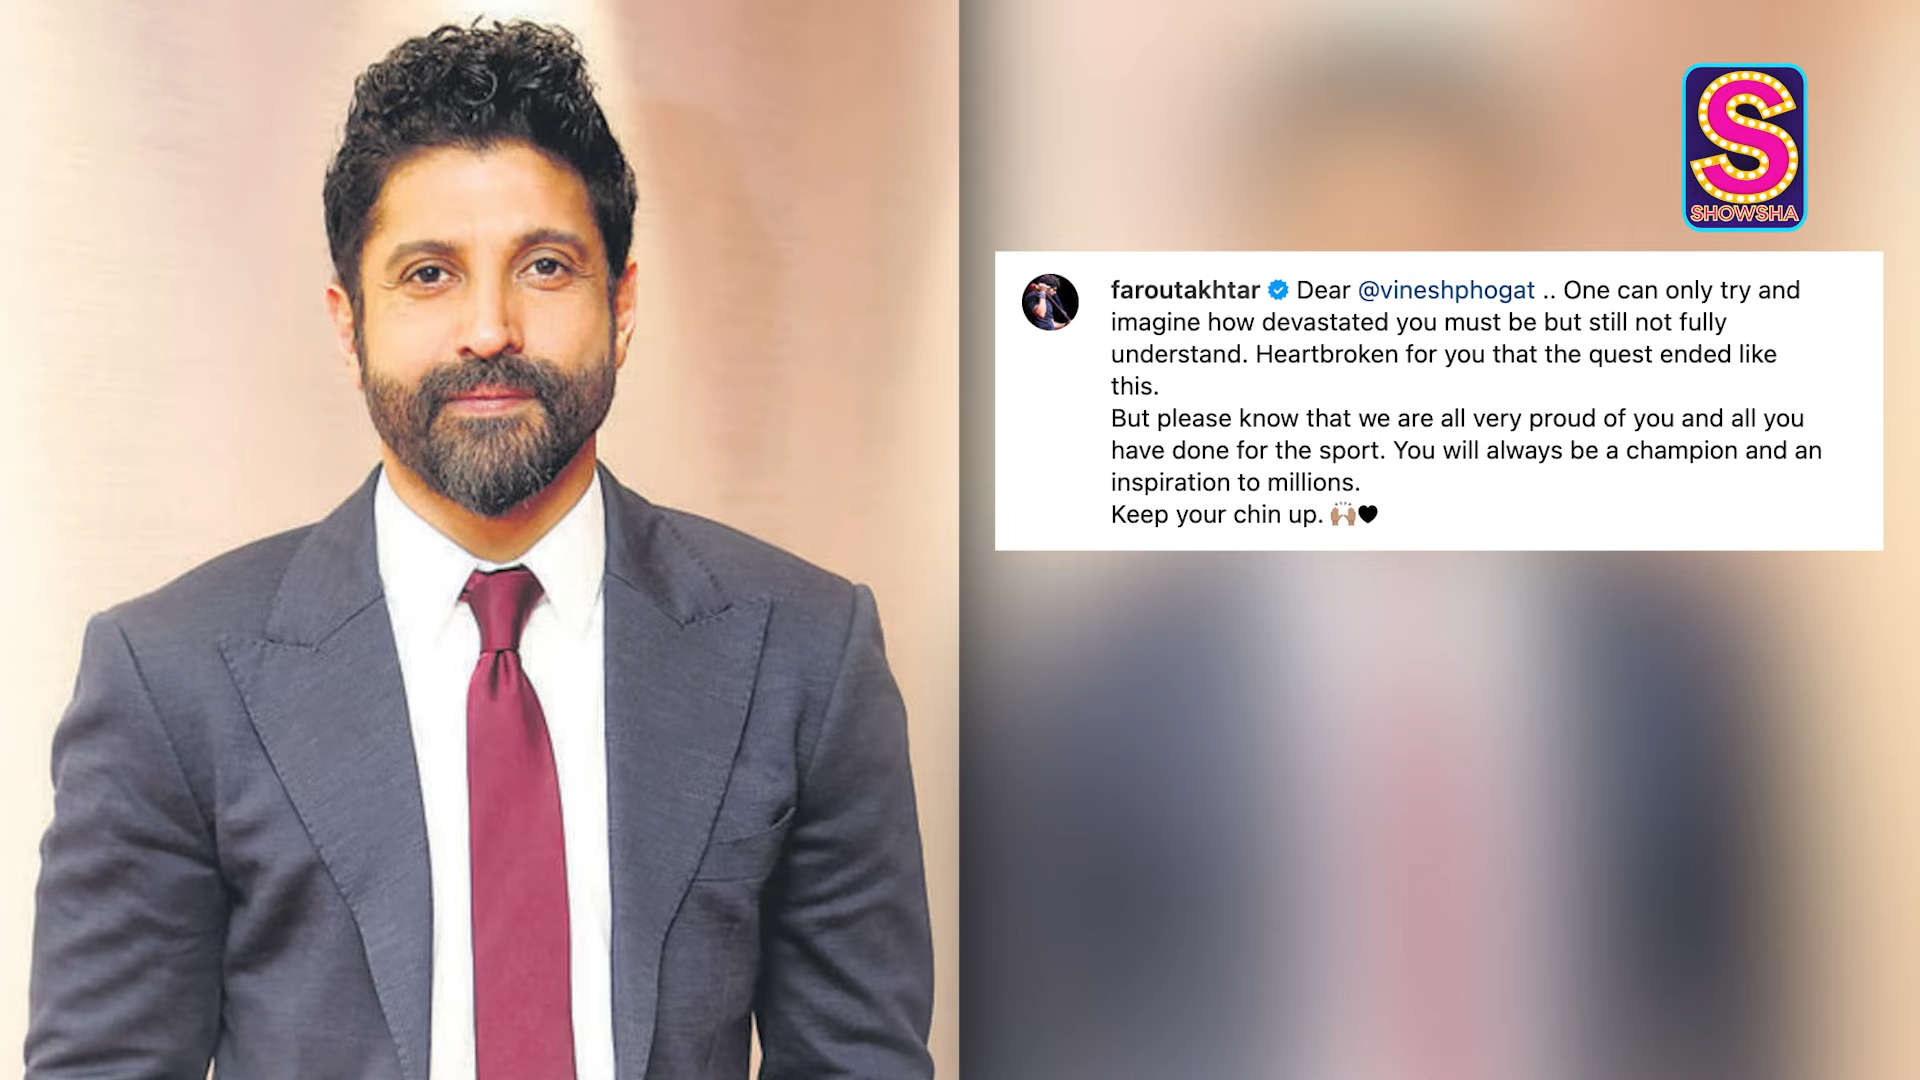 S
SHOWSHA
faroutakhtar Dear @vineshphogat .. One can only try and
imagine how devastated you must be but still not fully
understand. Heartbroken for you that the quest ended like
this.
But please know that we are all very proud of you and all you
have done for the sport. You will always be a champion and an
inspiration to millions.
Keep your chin up. 🙌🏽🖤